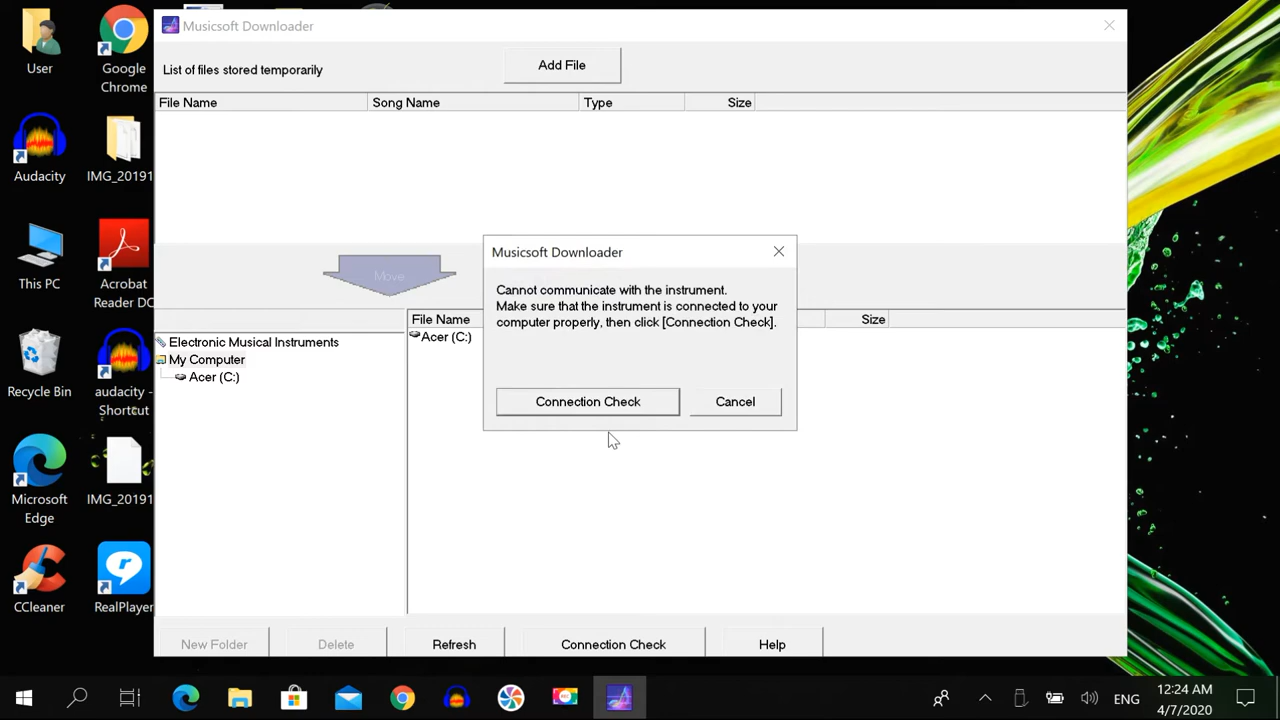 Musicsoft Downloader
List of files stored temporarily
Add File
File Name Song Name Type Size
Move
Musicsoft Downloader
Cannot communicate with the instrument.
Make sure that the instrument is connected to your
computer properly, then click [Connection Check].
Connection Check Cancel
Electronic Musical Instruments
My Computer
Acer (C:)
File Name Size
Acer (C:)
New Folder Delete Refresh Connection Check Help
User
Google
Chrome
Audacity
IMG_20191
This PC
Acrobat
Reader DC
Recycle Bin
audacity -
Shortcut
Microsoft
Edge
IMG_20191
CCleaner
RealPlayer
ENG
12:24 AM
4/7/2020